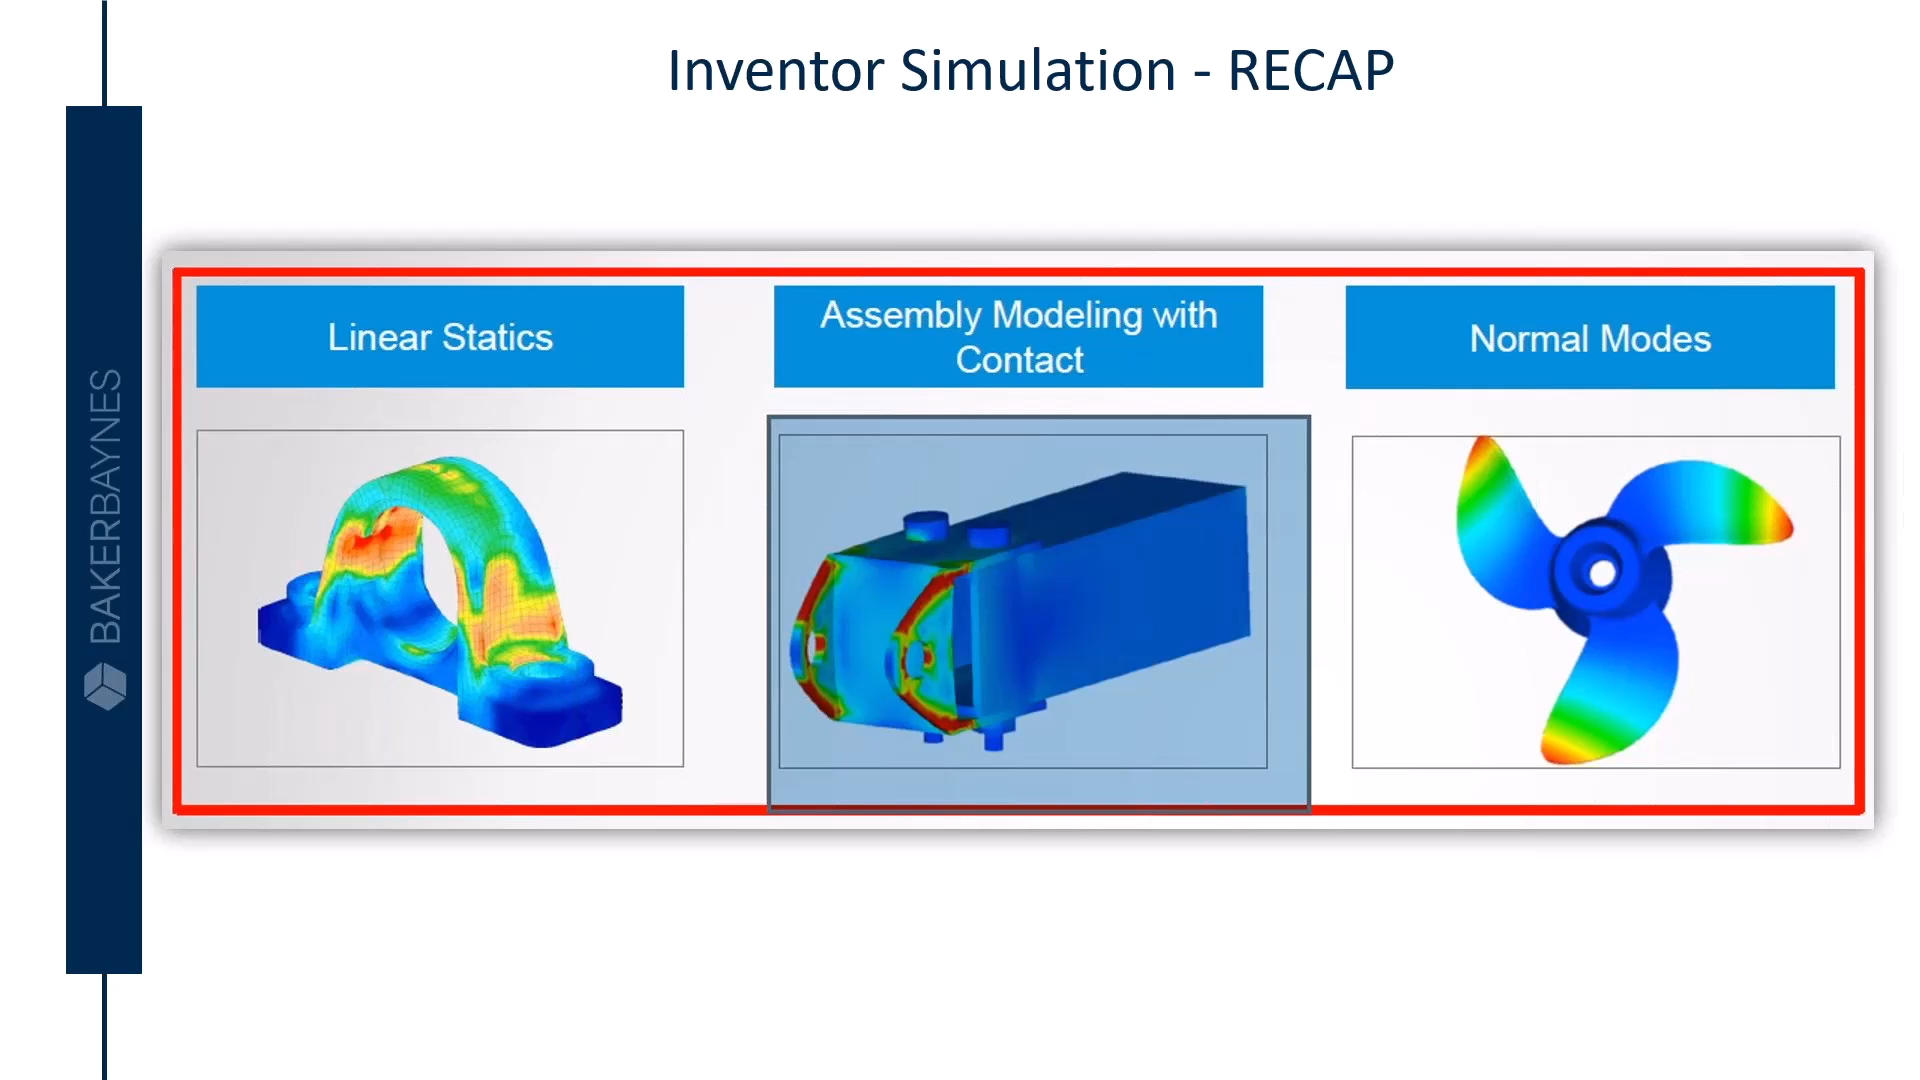 Inventor Simulation - RECAP
Linear Statics
Assembly Modeling with
Contact
Normal Modes
BAKERBAYNES